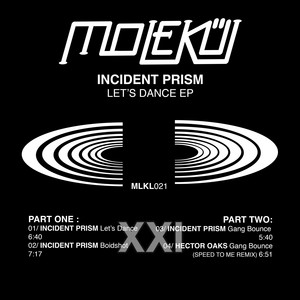 MOLEKÜL
INCIDENT PRISM
LET'S DANCE EP
MLKL021
XXI
PART ONE :
01/ INCIDENT PRISM Let's Dance
6:40
02/ INCIDENT PRISM Boidshot
7:17
PART TWO:
03/ INCIDENT PRISM Gang Bounce
5:40
04/ HECTOR OAKS Gang Bounce
(SPEED TO ME REMIX) 6:51